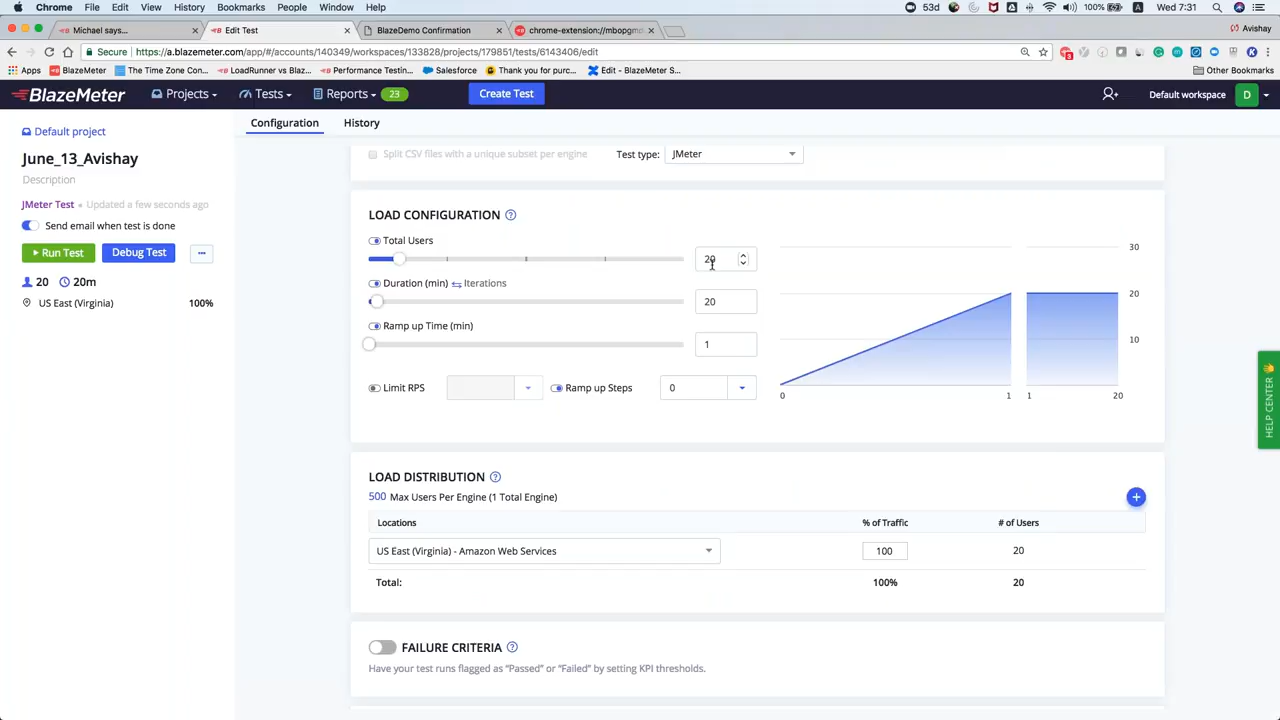 Chrome File Edit View History Bookmarks People Window Help 53d 100% Wed 7:31
Michael says... Edit Test BlazeDemo Confirmation chrome-extension://mbopgmd Avishay
Secure https://a.blazemeter.com/app/#/accounts/140349/workspaces/133828/projects/179851/tests/6143406/edit
Apps BlazeMeter The Time Zone Con... LoadRunner vs Blaz... Performance Testin... Salesforce Thank you for purc... Edit - BlazeMeter S... Other Bookmarks
BlazeMeter Projects Tests Reports 23 Create Test Default workspace D
Default project
June_13_Avishay
Description
JMeter Test • Updated a few seconds ago
Send email when test is done
Run Test Debug Test ...
20 20m
US East (Virginia) 100%
Configuration History
Split CSV files with a unique subset per engine Test type: JMeter
LOAD CONFIGURATION ?
Total Users
20
Duration (min) Iterations
20
Ramp up Time (min)
1
Limit RPS Ramp up Steps 0
30
20
10
0 1 1 20
LOAD DISTRIBUTION ?
500 Max Users Per Engine (1 Total Engine) +
Locations % of Traffic # of Users
US East (Virginia) - Amazon Web Services 100 20
Total: 100% 20
FAILURE CRITERIA ?
Have your test runs flagged as “Passed” or “Failed” by setting KPI thresholds.
HELP CENTER